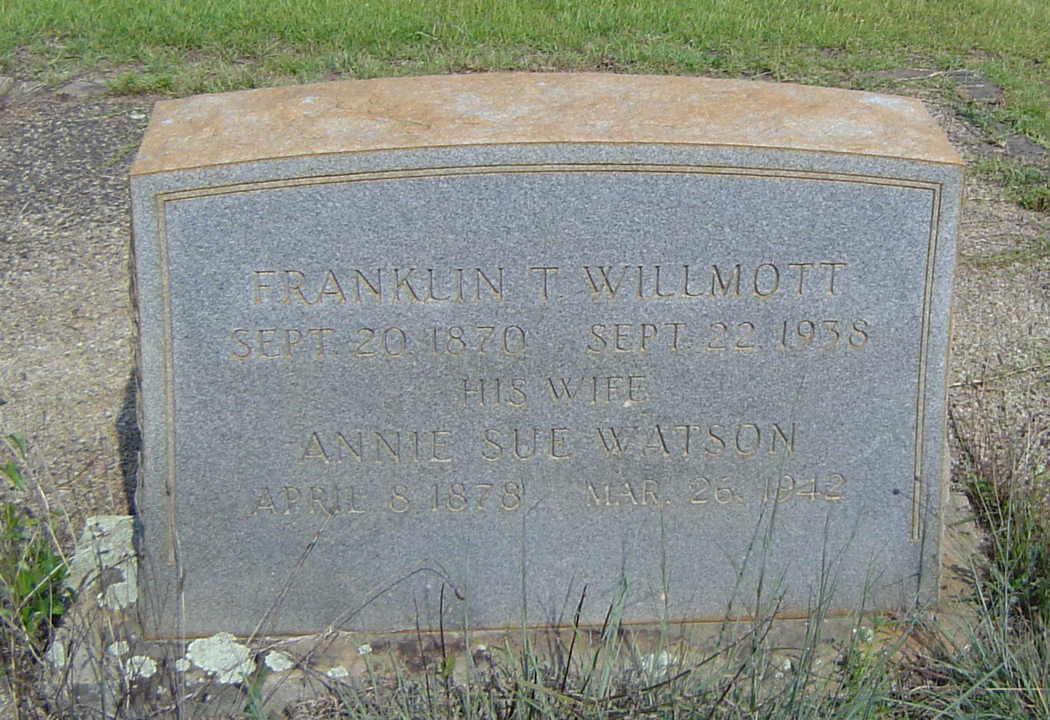 FRANKLIN T. WILLMOTT
SEPT. 20, 1870 SEPT. 22, 1938
HIS WIFE
ANNIE SUE WATSON
APRIL 8, 1878 MAR. 26, 1942